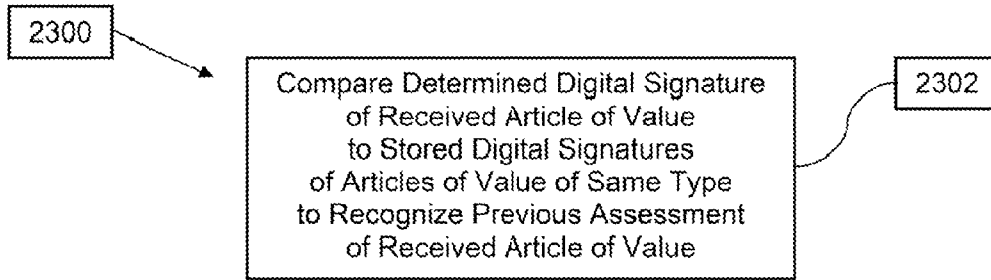 2300
Compare Determined Digital Signature
of Received Article of Value
to Stored Digital Signatures
of Articles of Value of Same Type
to Recognize Previous Assessment
of Received Article of Value
2302